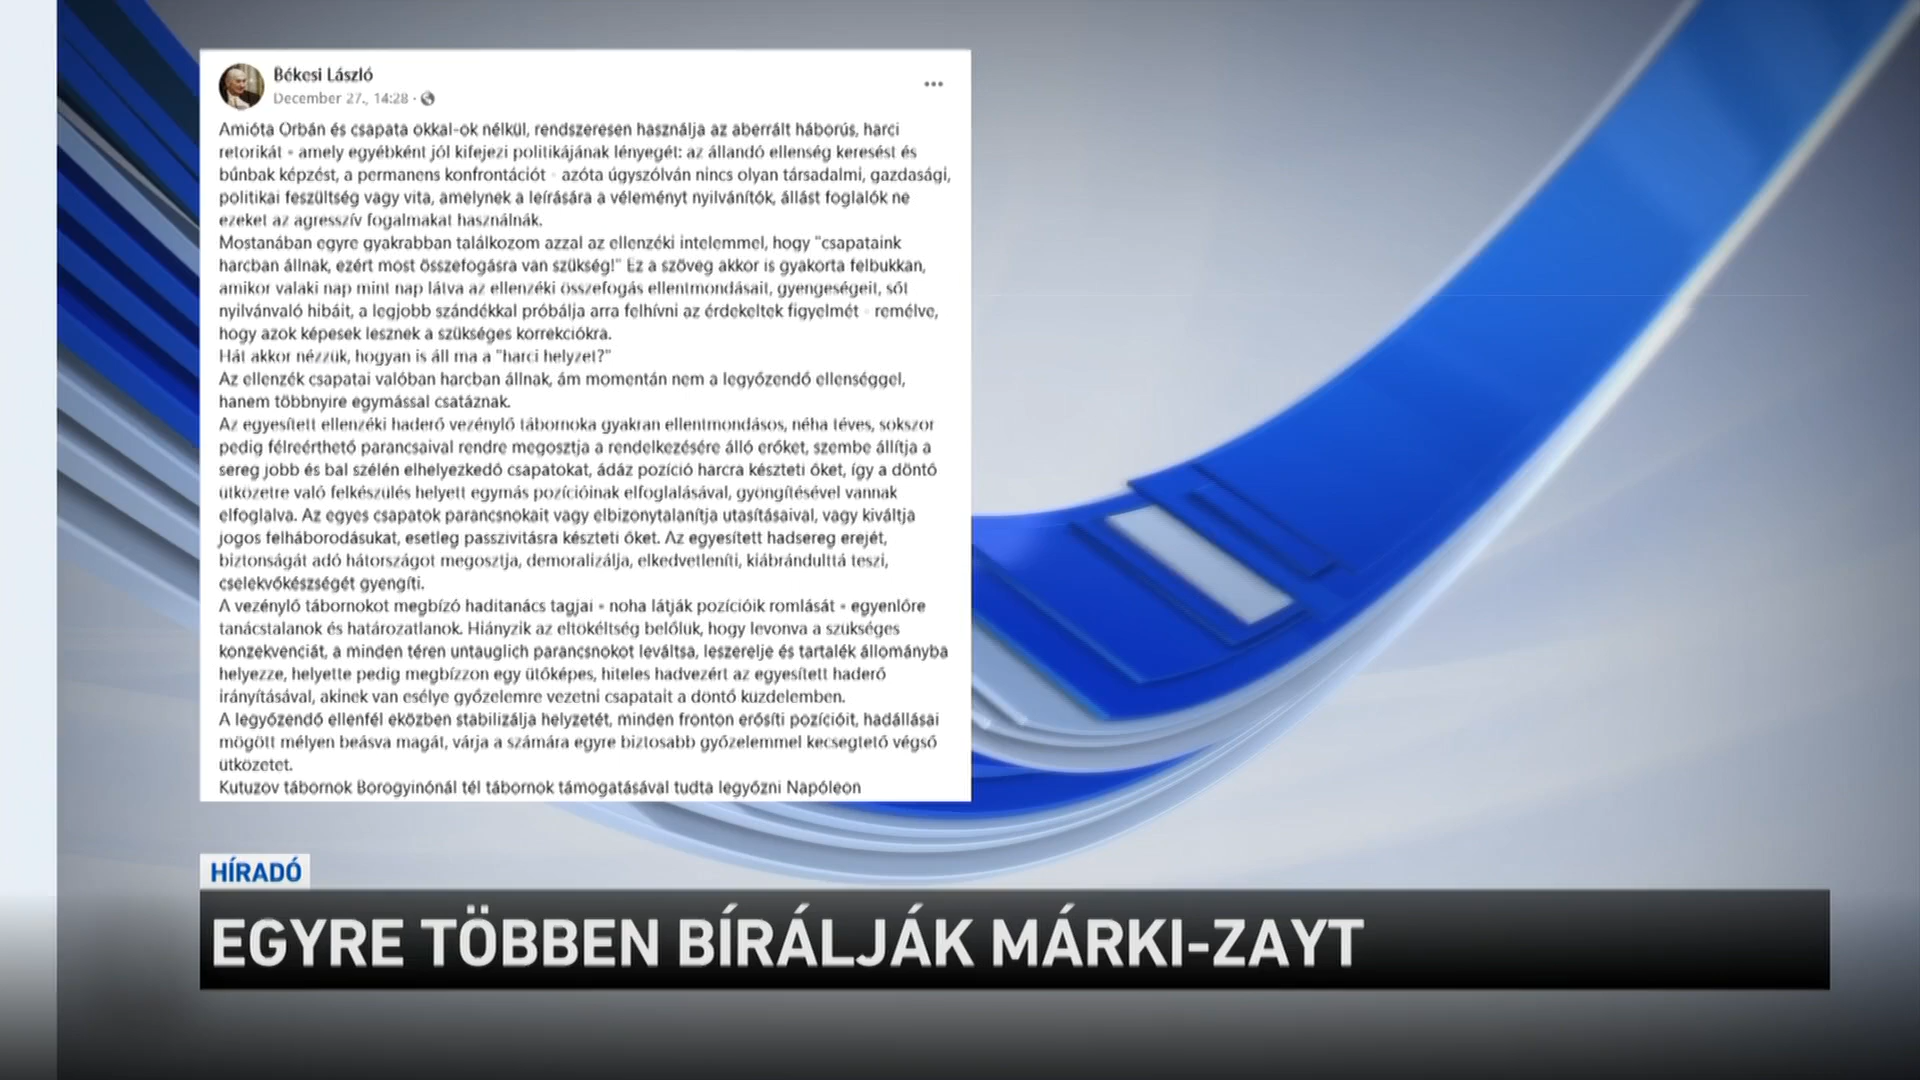 Békesi László
December 27., 14:28
Amióta Orbán és csapata okkal-ok nélkül, rendszeresen használja az aberrált háborús, harci
retorikát - amely egyébként jól kifejezi politikájának lényegét: az állandó ellenség keresést és
bűnbak képzést, a permanens konfrontációt - azóta úgyszólván nincs olyan társadalmi, gazdasági,
politikai feszültség vagy vita, amelynek a leírására a véleményt nyilvánítók, állást foglalók ne
ezeket az agresszív fogalmakat használnák.
Mostanában egyre gyakrabban találkozom azzal az ellenzéki intelemmel, hogy "csapataink
harcban állnak, ezért most összefogásra van szükség!" Ez a szöveg akkor is gyakorta felbukkan,
amikor valaki nap mint nap látva az ellenzéki összefogás ellentmondásait, gyengeségeit, sőt
nyilvánvaló hibáit, a legjobb szándékkal próbálja arra felhívni az érdekeltek figyelmét - remélve,
hogy azok képesek lesznek a szükséges korrekciókra.
Hát akkor nézzük, hogyan is áll ma a "harci helyzet?"
Az ellenzék csapatai valóban harcban állnak, ám momentán nem a legyőzendő ellenséggel,
hanem többnyire egymással csatáznak.
Az egyesített ellenzéki haderő vezénylő tábornoka gyakran ellentmondásos, néha téves, sokszor
pedig félreérthető parancsaival rendre megosztja a rendelkezésére álló erőket, szembe állítja a
sereg jobb és bal szélén elhelyezkedő csapatokat, ádáz pozíció harcra készteti őket, így a döntő
ütközetre való felkészülés helyett egymás pozícióinak elfoglalásával, gyöngítésével vannak
elfoglalva. Az egyes csapatok parancsnokait vagy elbizonytalanítja utasításaival, vagy kiváltja
jogos felháborodásukat, esetleg passzivitásra készteti őket. Az egyesített hadsereg erejét,
biztonságát adó hátországot megosztja, demoralizálja, elkedvetleníti, kiábrándulttá teszi,
cselekvőkészségét gyengíti.
A vezénylő tábornokot megbízó haditanács tagjai - noha látják pozícióik romlását - egyenlőre
tanácstalanok és határozatlanok. Hiányzik az eltökéltség belőlük, hogy levonva a szükséges
konzekvenciát, a minden téren untauglich parancsnokot leváltsa, leszerelje és tartalék állományba
helyezze, helyette pedig megbízzon egy ütőképes, hiteles hadvezért az egyesített haderő
irányításával, akinek van esélye győzelemre vezetni csapatait a döntő küzdelemben.
A legyőzendő ellenfél eközben stabilizálja helyzetét, minden fronton erősíti pozícióit, hadállásai
mögött mélyen beásva magát, várja a számára egyre biztosabb győzelemmel kecsegtető végső
ütközetet.
Kutuzov tábornok Borogyinónál tél tábornok támogatásával tudta legyőzni Napóleon
HÍRADÓ
EGYRE TÖBBEN BÍRÁLJÁK MÁRKI-ZAYT